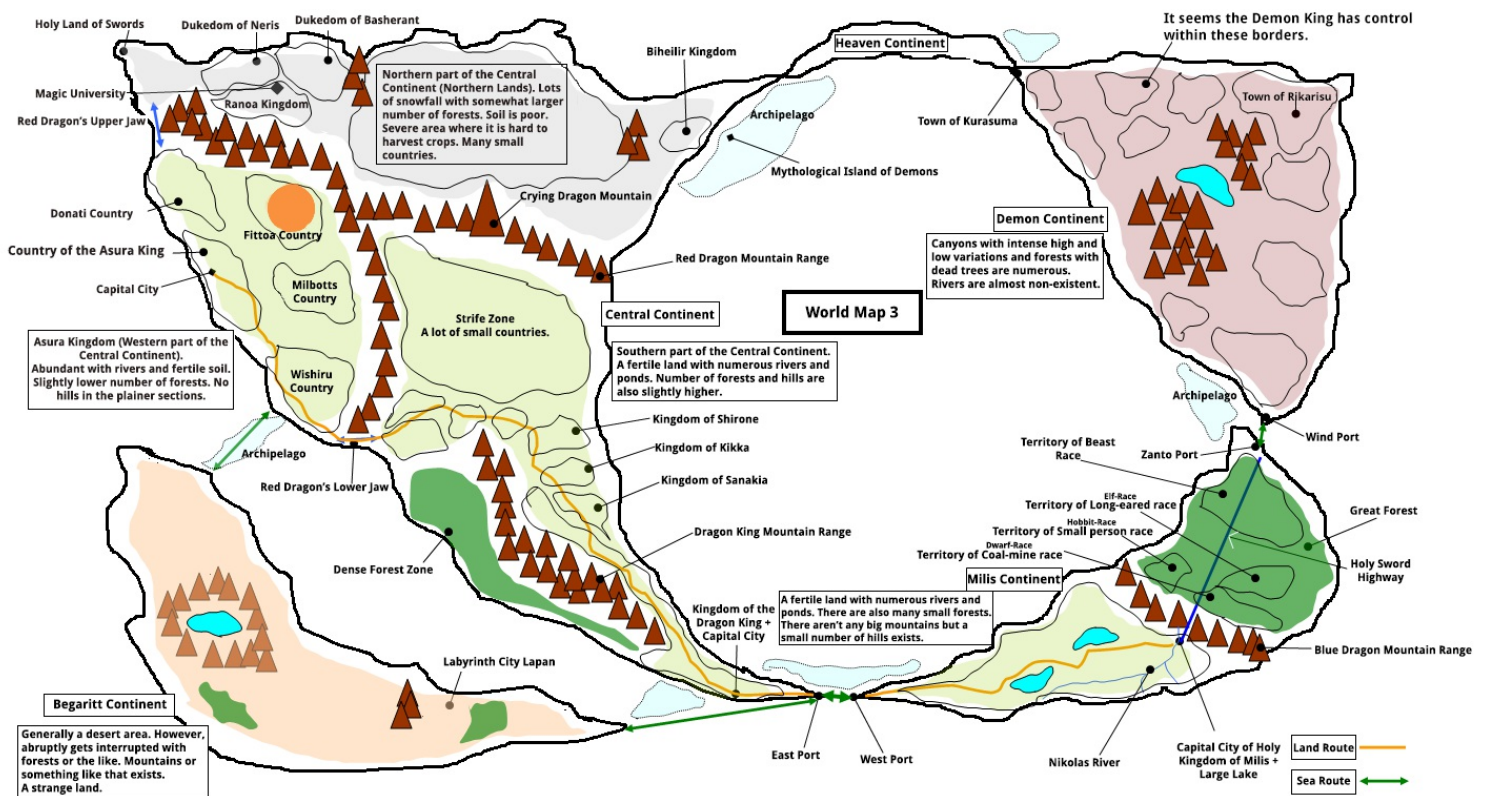 Holy Land of Swords
Dukedom of Neris
Dukedom of Basherant
Biheilir Kingdom
Heaven Continent
It seems the Demon King has control
within these borders.
Magic University
Ranoa Kingdom
Red Dragon's Upper Jaw
Northern part of the Central
Continent (Northern Lands). Lots
of snowfall with somewhat larger
number of forests. Soil is poor.
Severe area where it is hard to
harvest crops. Many small
countries.
Archipelago
Town of Kurasuma
Town of Rikarisu
Mythological Island of Demons
Crying Dragon Mountain
Donati Country
Fittoa Country
Country of the Asura King
Capital City
Milbotts
Country
Red Dragon Mountain Range
Demon Continent
Canyons with intense high and
low variations and forests with
dead trees are numerous.
Rivers are almost non-existent.
World Map 3
Strife Zone
A lot of small countries.
Central Continent
Southern part of the Central Continent.
A fertile land with numerous rivers and
ponds. Number of forests and hills are
also slightly higher.
Asura Kingdom (Western part of the
Central Continent).
Abundant with rivers and fertile soil.
Slightly lower number of forests. No
hills in the plainer sections.
Wishiru
Country
Archipelago
Red Dragon's Lower Jaw
Kingdom of Shirone
Kingdom of Kikka
Kingdom of Sanakia
Dragon King Mountain Range
Dense Forest Zone
Archipelago
Wind Port
Zanto Port
Territory of Beast
Race
Elf-Race
Territory of Long-eared race
Hobbit-Race
Territory of Small person race
Dwarf-Race
Territory of Coal-mine race
Great Forest
Holy Sword
Highway
Milis Continent
A fertile land with numerous rivers and
ponds. There are also many small forests.
There aren't any big mountains but a
small number of hills exists.
Kingdom of the
Dragon King +
Capital City
Blue Dragon Mountain Range
Labyrinth City Lapan
Begaritt Continent
Generally a desert area. However,
abruptly gets interrupted with
forests or the like. Mountains or
something like that exists.
A strange land.
East Port
West Port
Nikolas River
Capital City of Holy
Kingdom of Milis +
Large Lake
Land Route
Sea Route